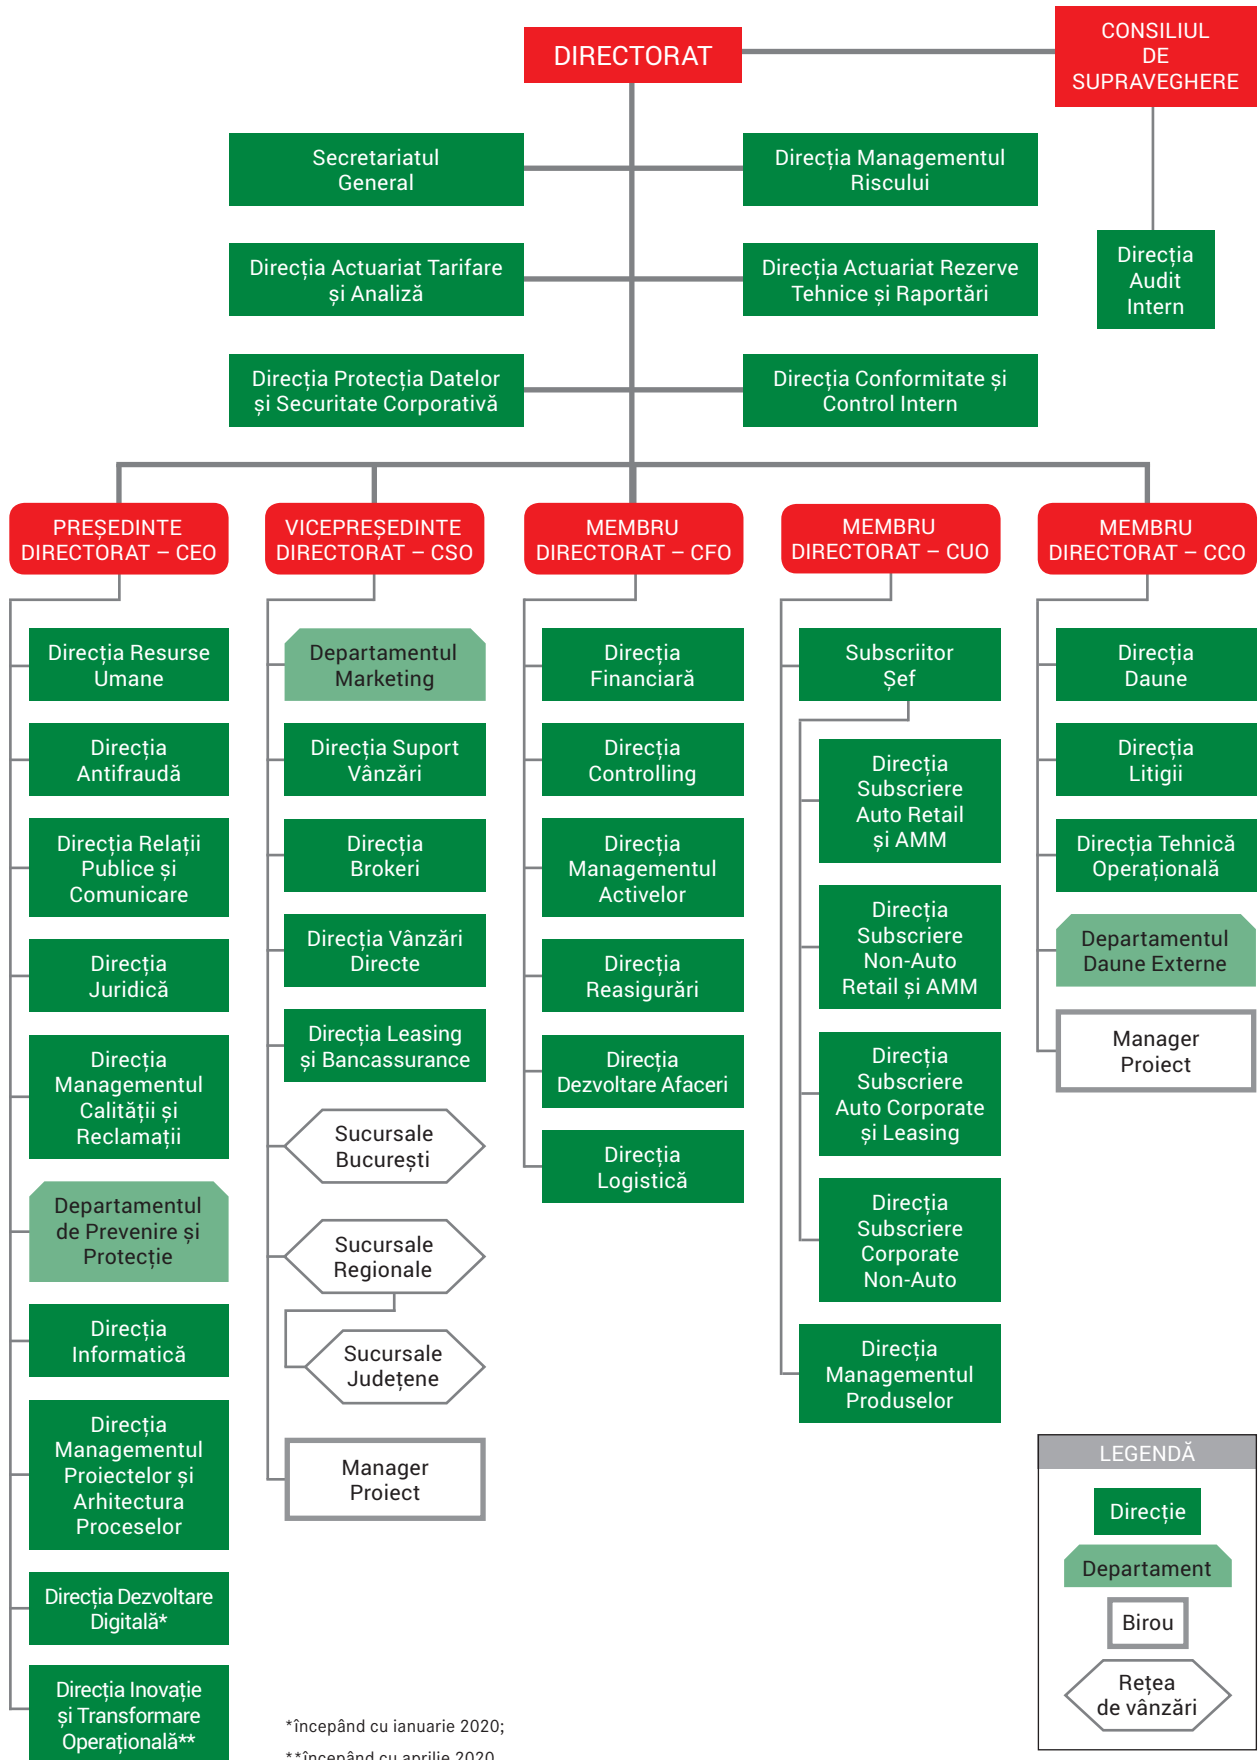 DIRECTORAT
CONSILIUL
DE
SUPRAVEGHERE
Secretariatul
General
Direcția Managementul
Riscului
Direcția Actuariat Tarifare
și Analiză
Direcția Actuariat Rezerve
Tehnice și Raportări
Direcția
Audit
Intern
Direcția Protecția Datelor
și Securitate Corporativă
Direcția Conformitate și
Control Intern
PREȘEDINTE
DIRECTORAT – CEO
Direcția Resurse
Umane
Direcția
Antifraudă
Direcția Relații
Publice și
Comunicare
Direcția
Juridică
Direcția
Managementul
Calității și
Reclamații
Departamentul
de Prevenire și
Protecție
Direcția
Informatică
Direcția
Managementul
Proiectelor și
Arhitectura
Proceselor
Direcția Dezvoltare
Digitală*
Direcția Inovație
și Transformare
Operațională**
VICEPREȘEDINTE
DIRECTORAT – CSO
Departamentul
Marketing
Direcția Suport
Vânzări
Direcția
Brokeri
Direcția Vânzări
Directe
Direcția Leasing
și Bancassurance
Sucursale
București
Sucursale
Regionale
Sucursale
Județene
Manager
Proiect
MEMBRU
DIRECTORAT – CFO
Direcția
Financiară
Direcția
Controlling
Direcția
Managementul
Activelor
Direcția
Reasigurări
Direcția
Dezvoltare Afaceri
Direcția
Logistică
MEMBRU
DIRECTORAT – CUO
Subscriitor
Șef
Direcția
Subscriere
Auto Retail
și AMM
Direcția
Subscriere
Non-Auto
Retail și AMM
Direcția
Subscriere
Auto Corporate
și Leasing
Direcția
Subscriere
Corporate
Non-Auto
Direcția
Managementul
Produselor
MEMBRU
DIRECTORAT – CCO
Direcția
Daune
Direcția
Litigii
Direcția Tehnică
Operațională
Departamentul
Daune Externe
Manager
Proiect
LEGENDĂ
Direcție
Departament
Birou
Rețea
de vânzări
*începând cu ianuarie 2020;
**începând cu aprilie 2020